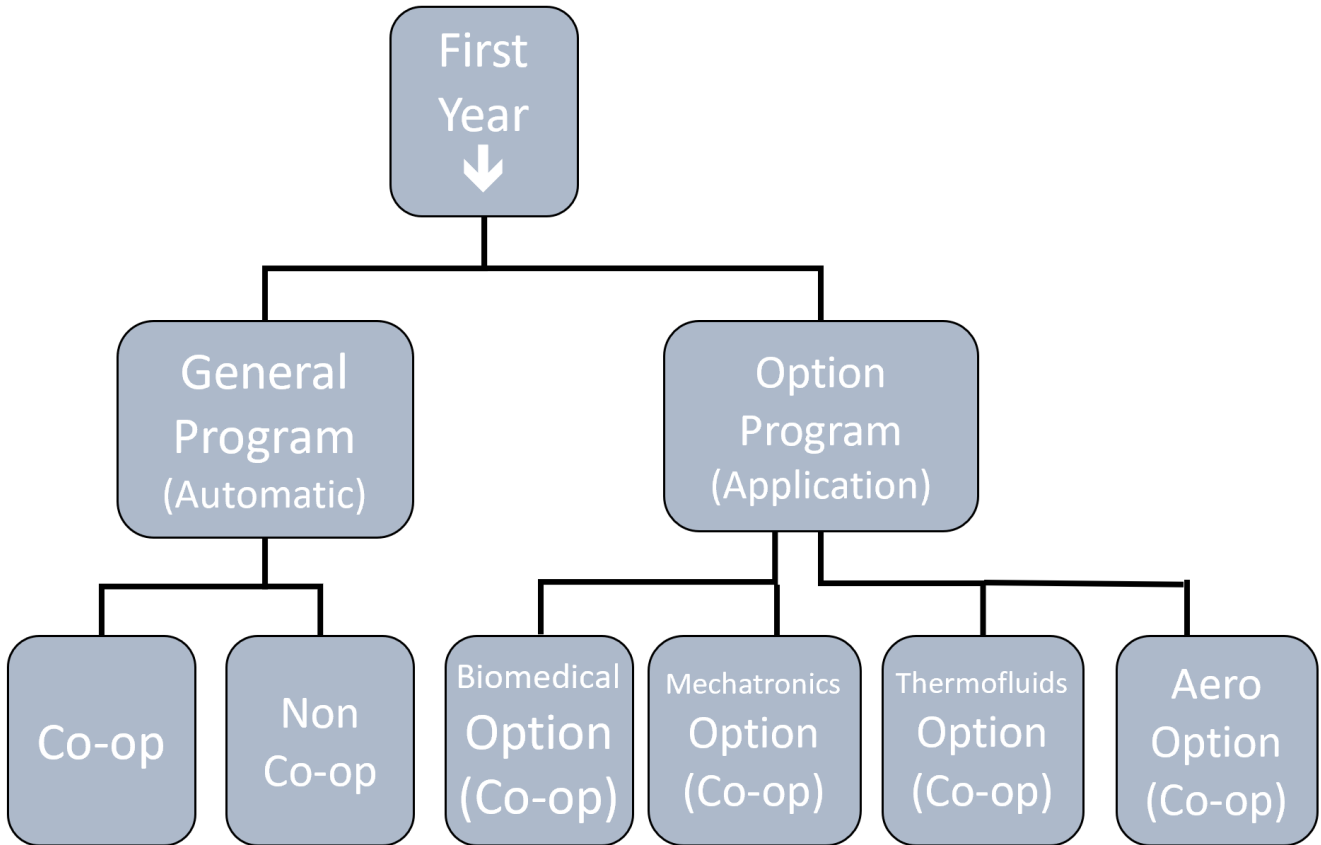 First
Year
General
Program
(Automatic)
Option
Program
(Application)
Co-op
Non
Co-op
Biomedical
Option
(Co-op)
Mechatronics
Option
(Co-op)
Thermofluids
Option
(Co-op)
Aero
Option
(Co-op)